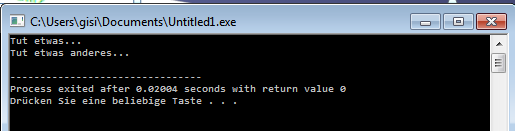 C:\Users\gisi\Documents\Untitled1.exe
Tut etwas...
Tut etwas anderes...
--------------------------------
Process exited after 0.02004 seconds with return value 0
Drücken Sie eine beliebige Taste . . .